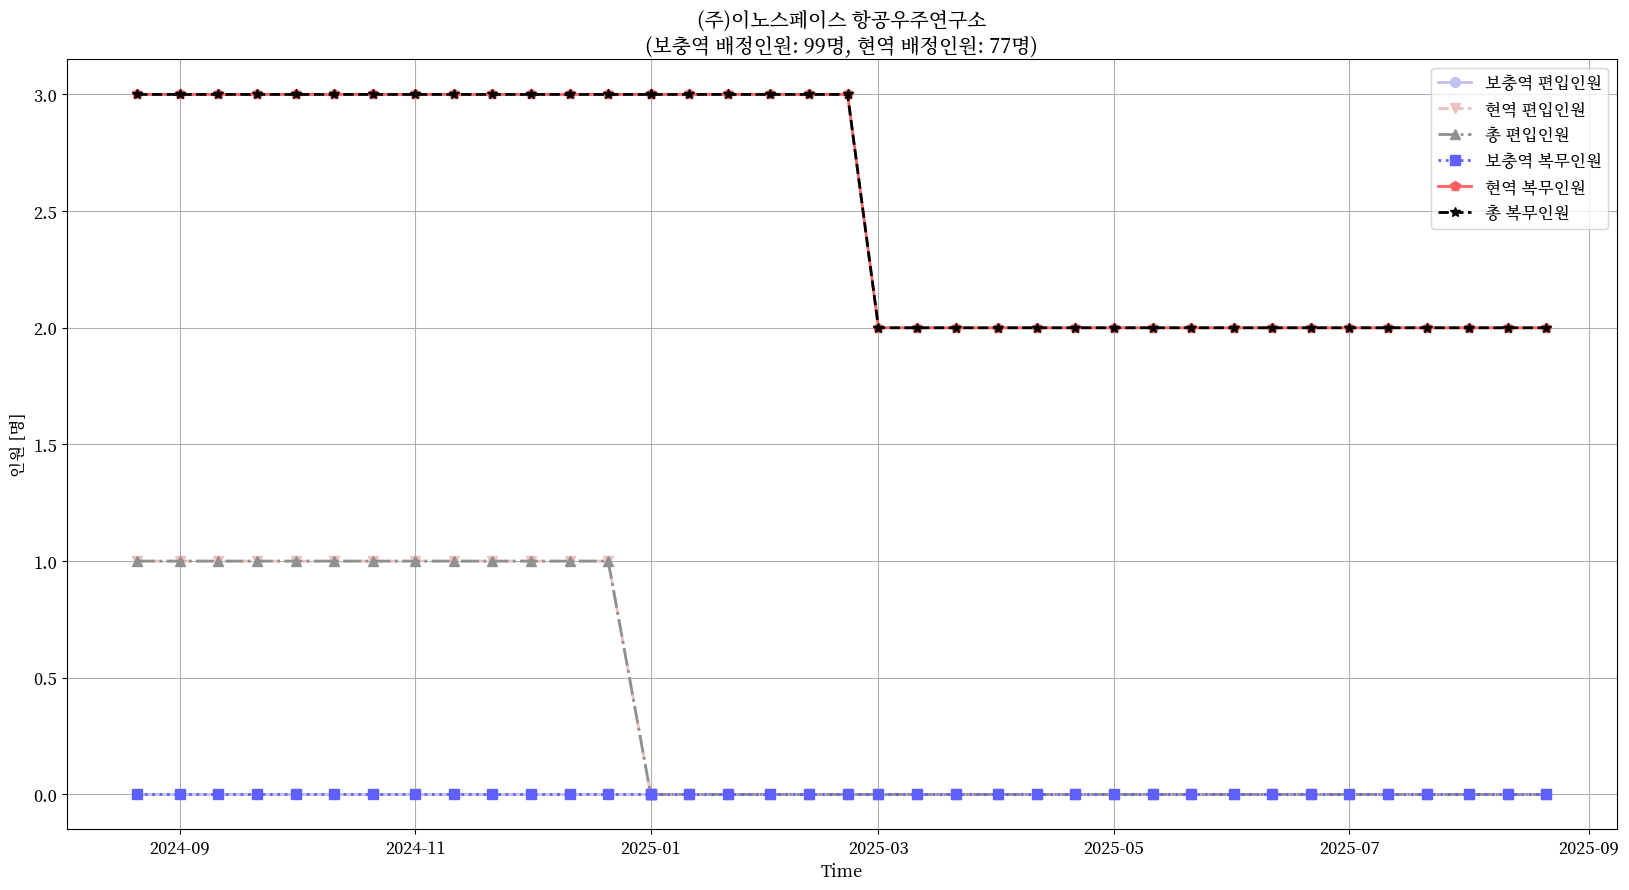 (주)이노스페이스 항공우주연구소
(보충역 배정인원: 99명, 현역 배정인원: 77명)
보충역 편입인원
현역 편입인원
총 편입인원
보충역 복무인원
현역 복무인원
총 복무인원
인원 [명]
3.0
2.5
2.0
1.5
1.0
0.5
0.0
2024-09
2024-11
2025-01
2025-03
2025-05
2025-07
2025-09
Time